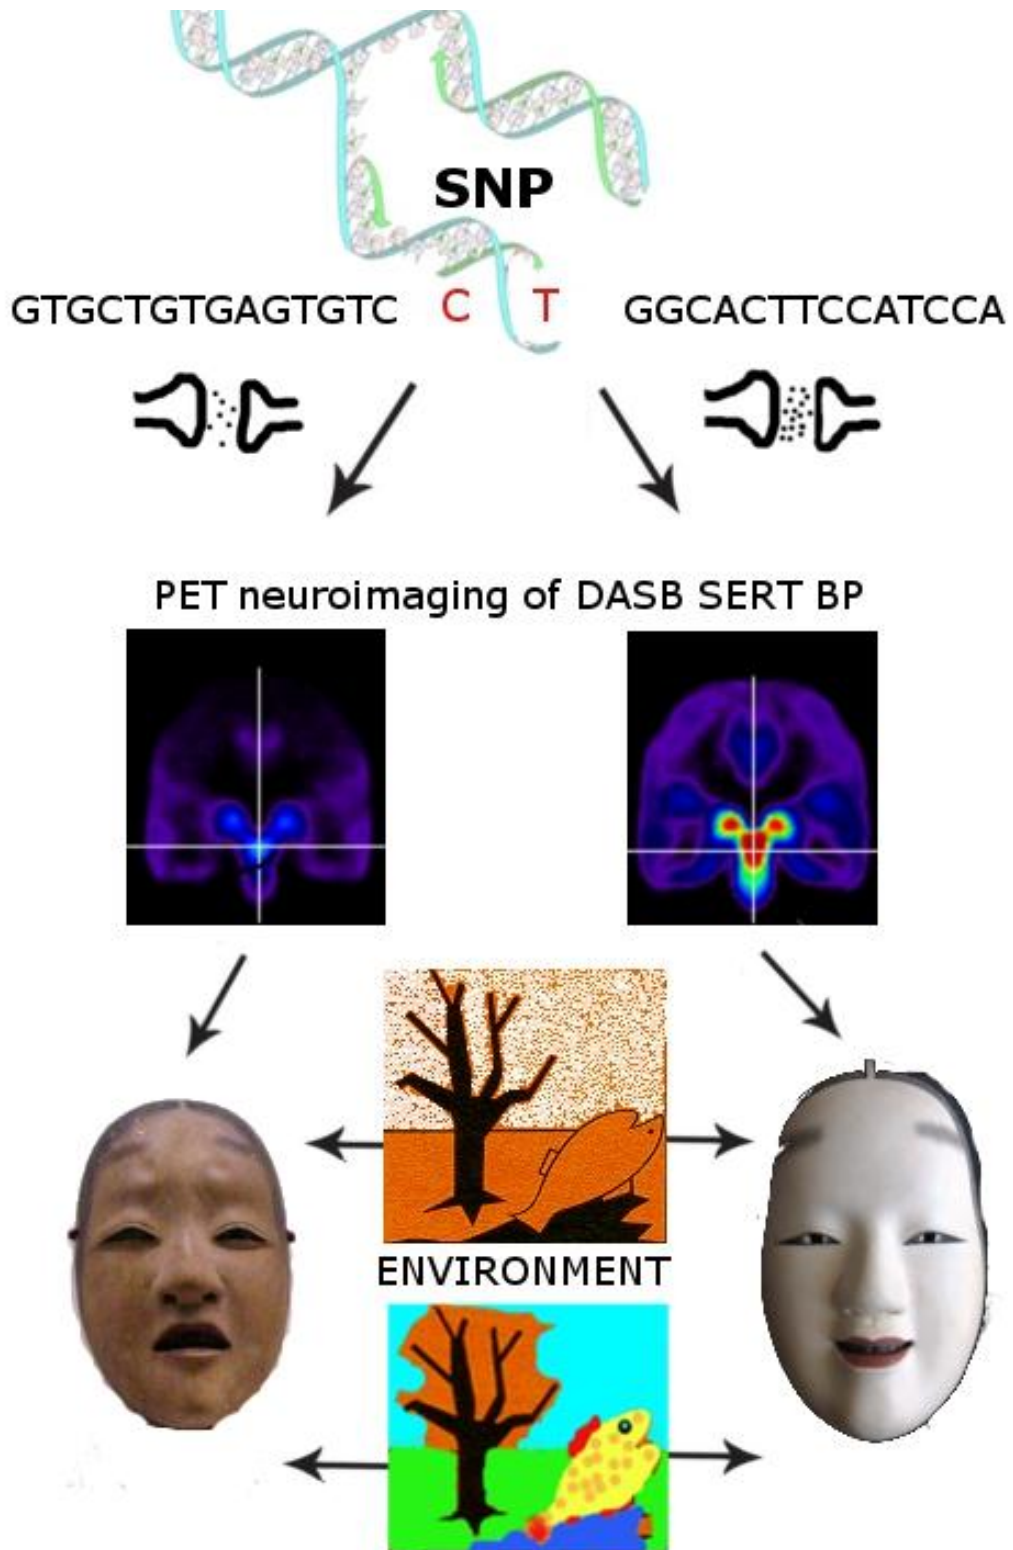 SNP
GTGCTGTGAGTGTC C T GGCACTTCCATCCA
PET neuroimaging of DASB SERT BP
ENVIRONMENT